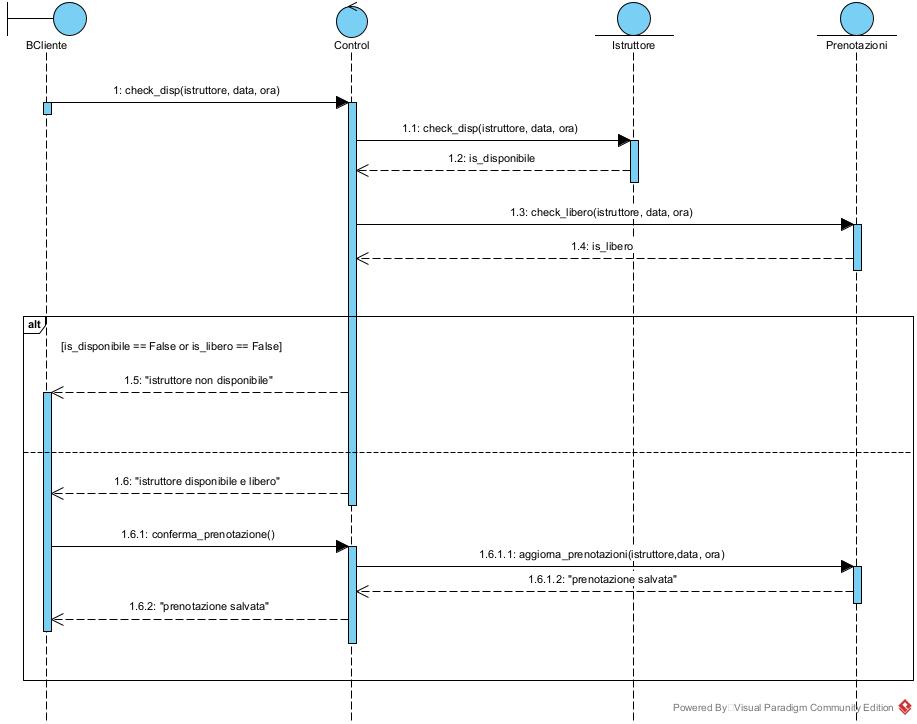 BCliente
Control
Istruttore
Prenotazioni
1: check_disp(istruttore, data, ora)
1.1: check_disp(istruttore, data, ora)
1.2: is_disponibile
1.3: check_libero(istruttore, data, ora)
1.4: is_libero
alt
[is_disponibile == False or is_libero == False]
1.5: "istruttore non disponibile"
1.6: "istruttore disponibile e libero"
1.6.1: conferma_prenotazione()
1.6.1.1: aggiorna_prenotazioni(istruttore,data, ora)
1.6.1.2: "prenotazione salvata"
1.6.2: "prenotazione salvata"
Powered By Visual Paradigm Community Edition